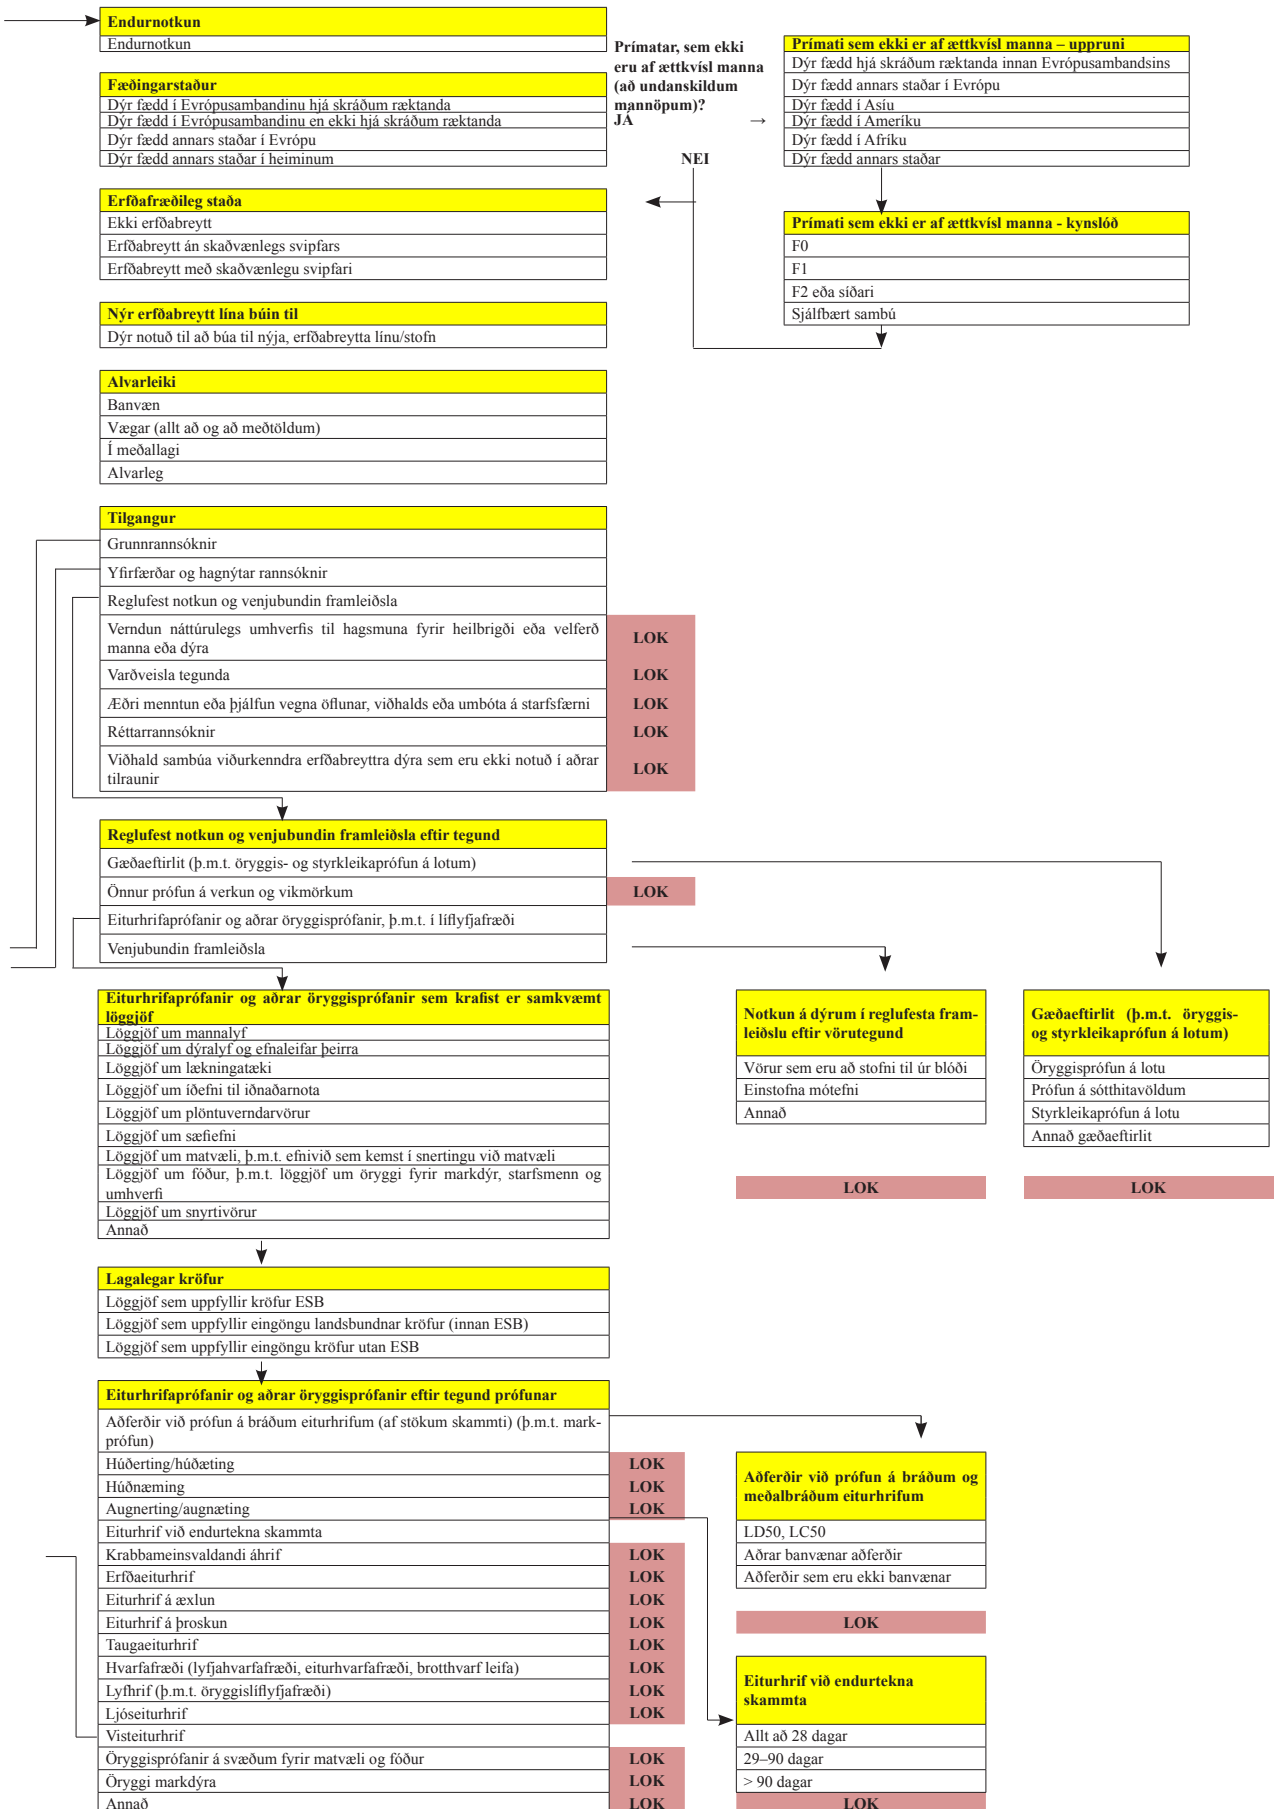 Endurnotkun
Endurnotkun
Fæðingarstaður
Dýr fædd í Evrópusambandinu hjá skráðum ræktanda
Dýr fædd í Evrópusambandinu en ekki hjá skráðum ræktanda
Dýr fædd annars staðar í Evrópu
Dýr fædd annars staðar í heiminum
Prímatar, sem ekki
eru af ættkvísl manna
(að undanskildum
mannöpum)?
JÁ →
NEI
Prímati sem ekki er af ættkvísl manna – uppruni
Dýr fædd hjá skráðum ræktanda innan Evrópusambandsins
Dýr fædd annars staðar í Evrópu
Dýr fædd í Asíu
Dýr fædd í Ameríku
Dýr fædd í Afríku
Dýr fædd annars staðar
Erfðafræðileg staða
Ekki erfðabreytt
Erfðabreytt án skaðvænlegs svipfars
Erfðabreytt með skaðvænlegu svipfari
Prímati sem ekki er af ættkvísl manna - kynslóð
F0
F1
F2 eða síðari
Sjálfbært sambú
Nýr erfðabreytt lína búin til
Dýr notuð til að búa til nýja, erfðabreytta línu/stofn
Alvarleiki
Banvæn
Vægar (allt að og að meðtöldum)
Í meðallagi
Alvarleg
Tilgangur
Grunnrannsóknir
Yfirfærðar og hagnýtar rannsóknir
Reglufest notkun og venjubundin framleiðsla
Verndun náttúrulegs umhverfis til hagsmuna fyrir heilbrigði eða velferð
manna eða dýra
LOK
Varðveisla tegunda LOK
Æðri menntun eða þjálfun vegna öflunar, viðhalds eða umbóta á starfsfærni LOK
Réttarrannsóknir LOK
Viðhald sambúa viðurkenndra erfðabreyttra dýra sem eru ekki notuð í aðrar
tilraunir
LOK
Reglufest notkun og venjubundin framleiðsla eftir tegund
Gæðaeftirlit (þ.m.t. öryggis- og styrkleikaprófun á lotum)
Önnur prófun á verkun og vikmörkum LOK
Eiturhrifaprófanir og aðrar öryggisprófanir, þ.m.t. í líflyfjafræði
Venjubundin framleiðsla
Eiturhrifaprófanir og aðrar öryggisprófanir sem krafist er samkvæmt
löggjöf
Löggjöf um mannalyf
Löggjöf um dýralyf og efnaleifar þeirra
Löggjöf um lækningatæki
Löggjöf um íðefni til iðnaðarnota
Löggjöf um plöntuverndarvörur
Löggjöf um sæfiefni
Löggjöf um matvæli, þ.m.t. efnivið sem kemst í snertingu við matvæli
Löggjöf um fóður, þ.m.t. löggjöf um öryggi fyrir markdýr, starfsmenn og
umhverfi
Löggjöf um snyrtivörur
Annað
Notkun á dýrum í reglufesta fram-
leiðslu eftir vörutegund
Vörur sem eru að stofni til úr blóði
Einstofna mótefni
Annað
LOK
Gæðaeftirlit (þ.m.t. öryggis-
og styrkleikaprófun á lotum)
Öryggisprófun á lotu
Prófun á sótthitavöldum
Styrkleikaprófun á lotu
Annað gæðaeftirlit
LOK
Lagalegar kröfur
Löggjöf sem uppfyllir kröfur ESB
Löggjöf sem uppfyllir eingöngu landsbundnar kröfur (innan ESB)
Löggjöf sem uppfyllir eingöngu kröfur utan ESB
Eiturhrifaprófanir og aðrar öryggisprófanir eftir tegund prófunar
Aðferðir við prófun á bráðum eiturhrifum (af stökum skammti) (þ.m.t. mark-
prófun)
Húðerting/húðæting LOK
Húðnæming LOK
Augnerting/augnæting LOK
Eiturhrif við endurtekna skammta
Krabbameinsvaldandi áhrif LOK
Erfðaeiturhrif LOK
Eiturhrif á æxlun LOK
Eiturhrif á þroskun LOK
Taugaeiturhrif LOK
Hvarfafræði (lyfjahvarfafræði, eiturhvarfafræði, brotthvarf leifa) LOK
Lyfhrif (þ.m.t. öryggislíflyfjafræði) LOK
Ljóseiturhrif LOK
Visteiturhrif
Öryggisprófanir á svæðum fyrir matvæli og fóður LOK
Öryggi markdýra LOK
Annað LOK
Aðferðir við prófun á bráðum og
meðalbráðum eiturhrifum
LD50, LC50
Aðrar banvænar aðferðir
Aðferðir sem eru ekki banvænar
LOK
Eiturhrif við endurtekna
skammta
Allt að 28 dagar
29–90 dagar
> 90 dagar
LOK